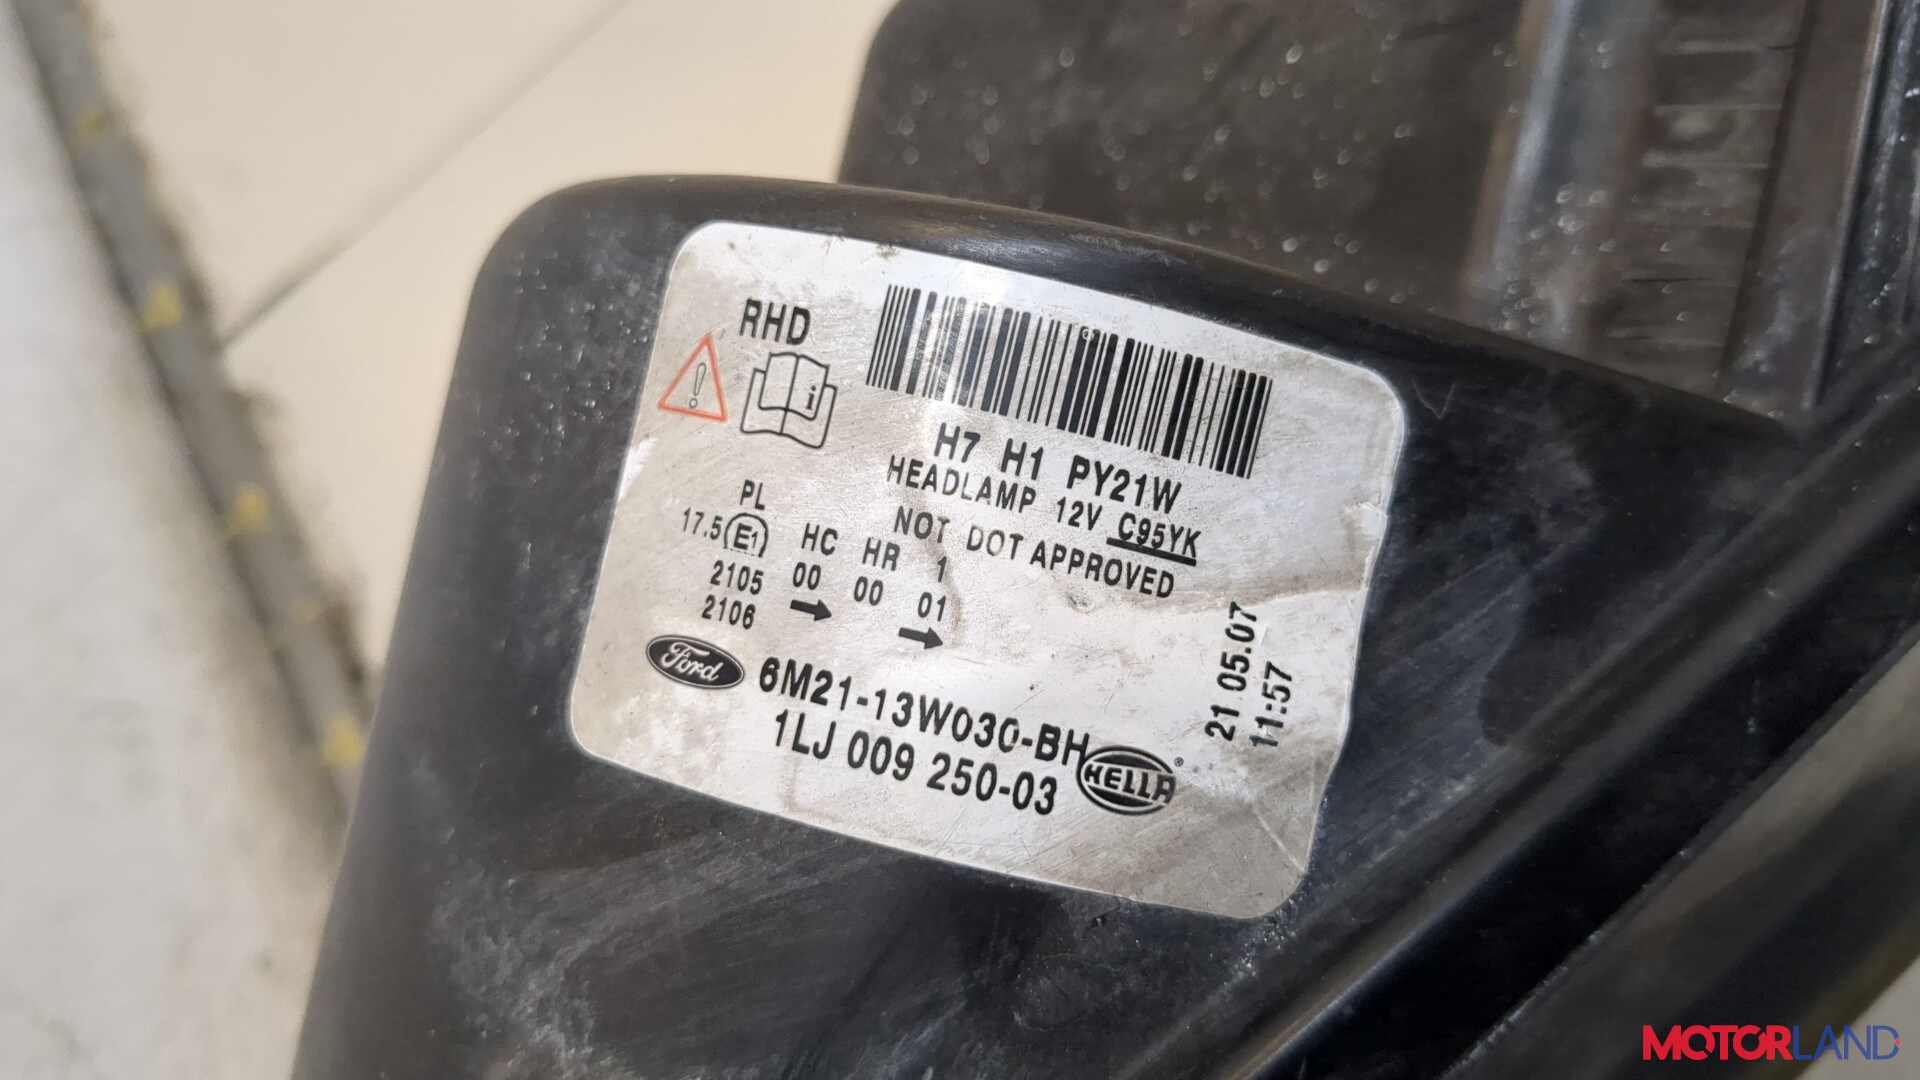 RHD
H7 H1 PY21W
HEADLAMP 12V C95YK
NOT DOT APPROVED
PL
17.5 E1 HC HR 1
2105 00 00 01
2106
Ford 6M21-13W030-BH
1LJ 009 250-03 HELLA ®
21.05.07
11:57
MOTORLAND